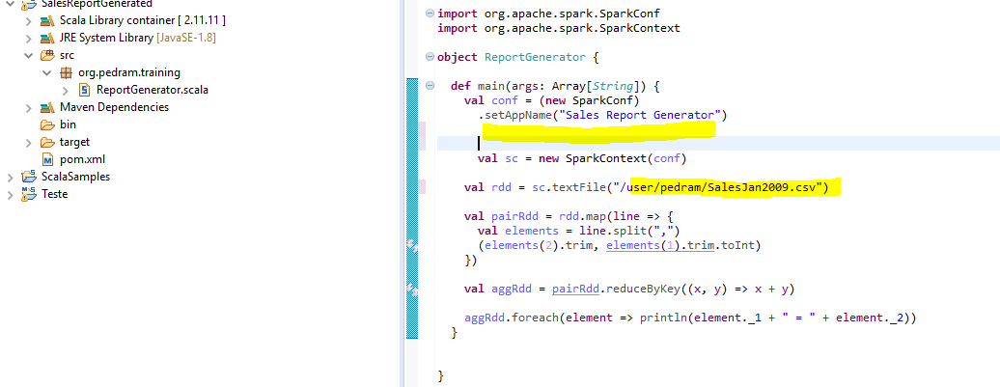 SalesReportGenerated
Scala Library container [ 2.11.11 ]
JRE System Library [JavaSE-1.8]
src
org.pedram.training
ReportGenerator.scala
Maven Dependencies
bin
target
pom.xml
ScalaSamples
Teste
import org.apache.spark.SparkConf
import org.apache.spark.SparkContext
object ReportGenerator {
def main(args: Array[String]) {
val conf = (new SparkConf)
.setAppName("Sales Report Generator")
val sc = new SparkContext(conf)
val rdd = sc.textFile("/user/pedram/SalesJan2009.csv")
val pairRdd = rdd.map(line => {
val elements = line.split(",")
(elements(2).trim, elements(1).trim.toInt)
})
val aggRdd = pairRdd.reduceByKey((x, y) => x + y)
aggRdd.foreach(element => println(element._1 + " = " + element._2))
}
}